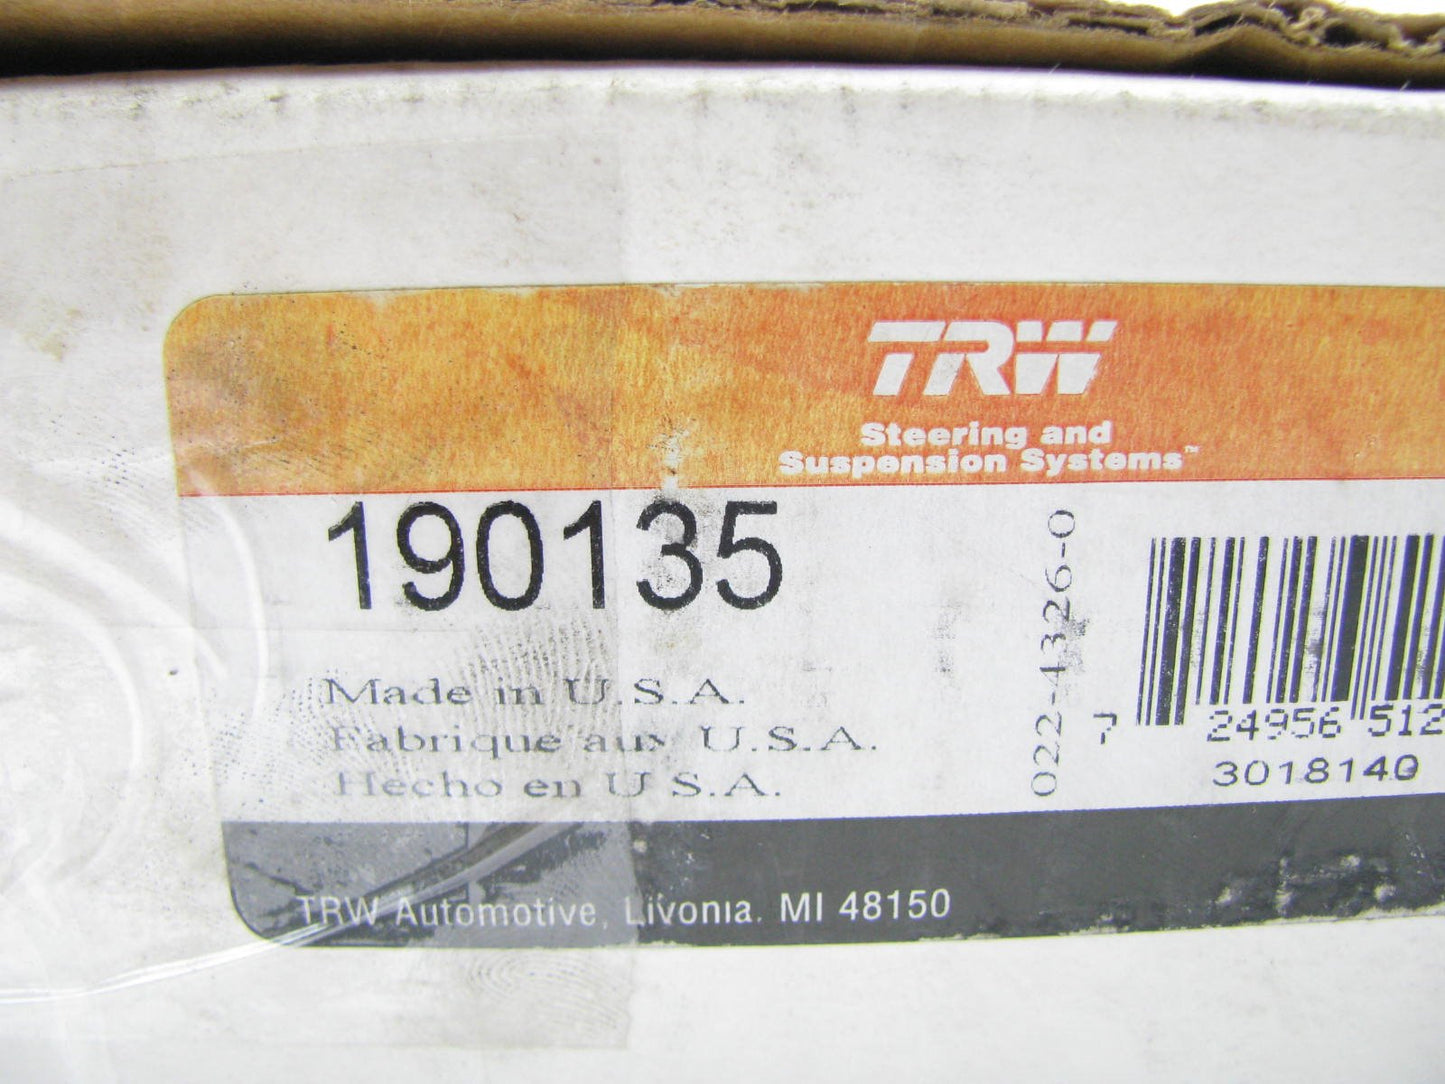 TRW
Steering and
Suspension Systems™
190135
Made in U.S.A.
Fabrique aux U.S.A.
Hecho en U S.A.
022-4326-0
7 24956 512
3018140
TRW Automotive, Livonia. MI 48150